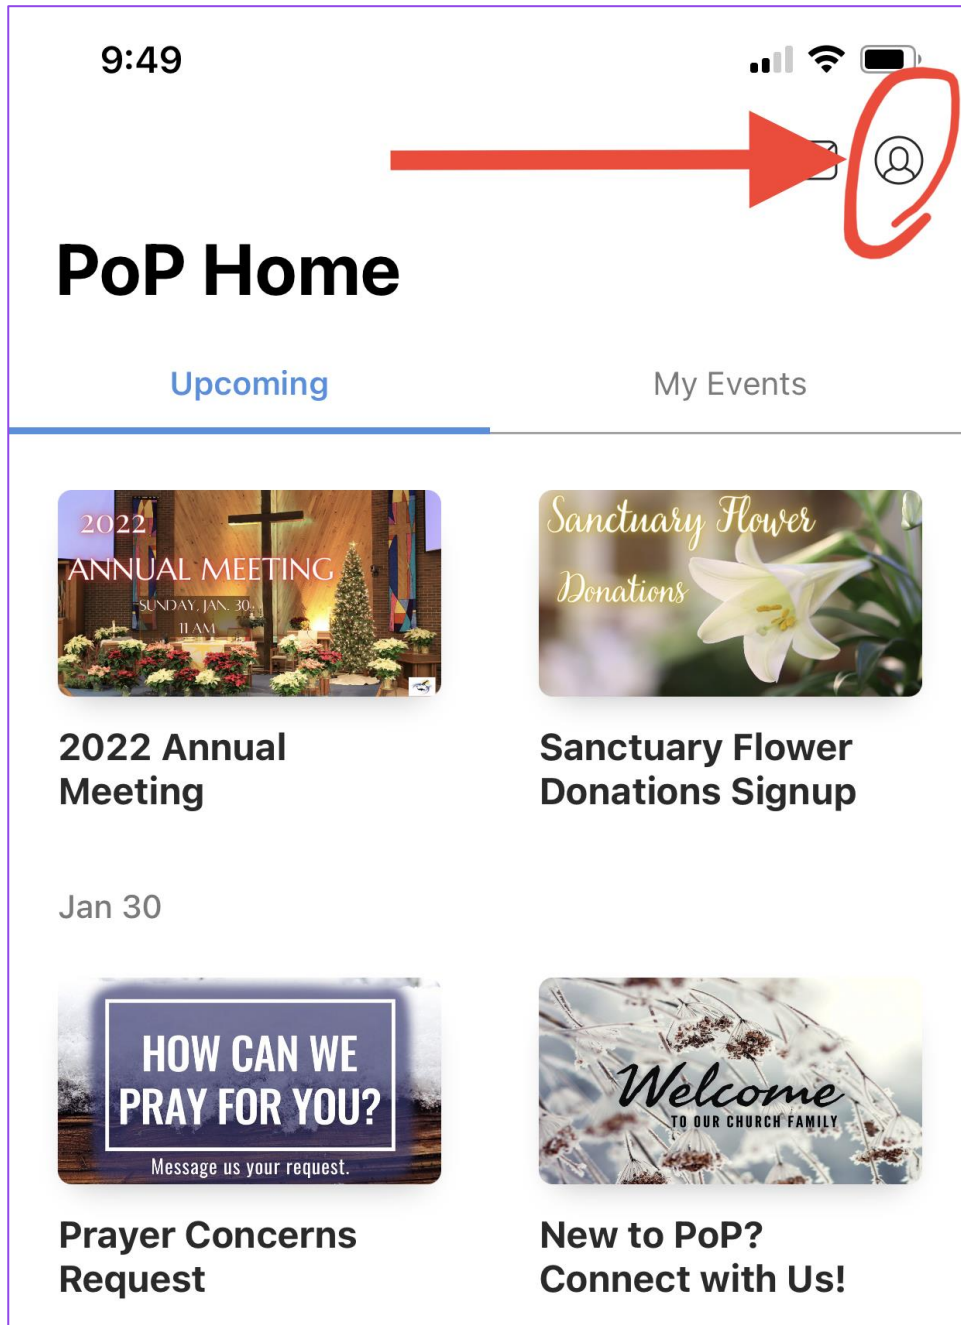 9:49
PoP Home
Upcoming
My Events
2022
ANNUAL MEETING
SUNDAY, JAN. 30
11 AM
Sanctuary Flower
Donations
2022 Annual
Meeting
Sanctuary Flower
Donations Signup
Jan 30
HOW CAN WE
PRAY FOR YOU?
Message us your request.
Welcome
TO OUR CHURCH FAMILY
Prayer Concerns
Request
New to PoP?
Connect with Us!